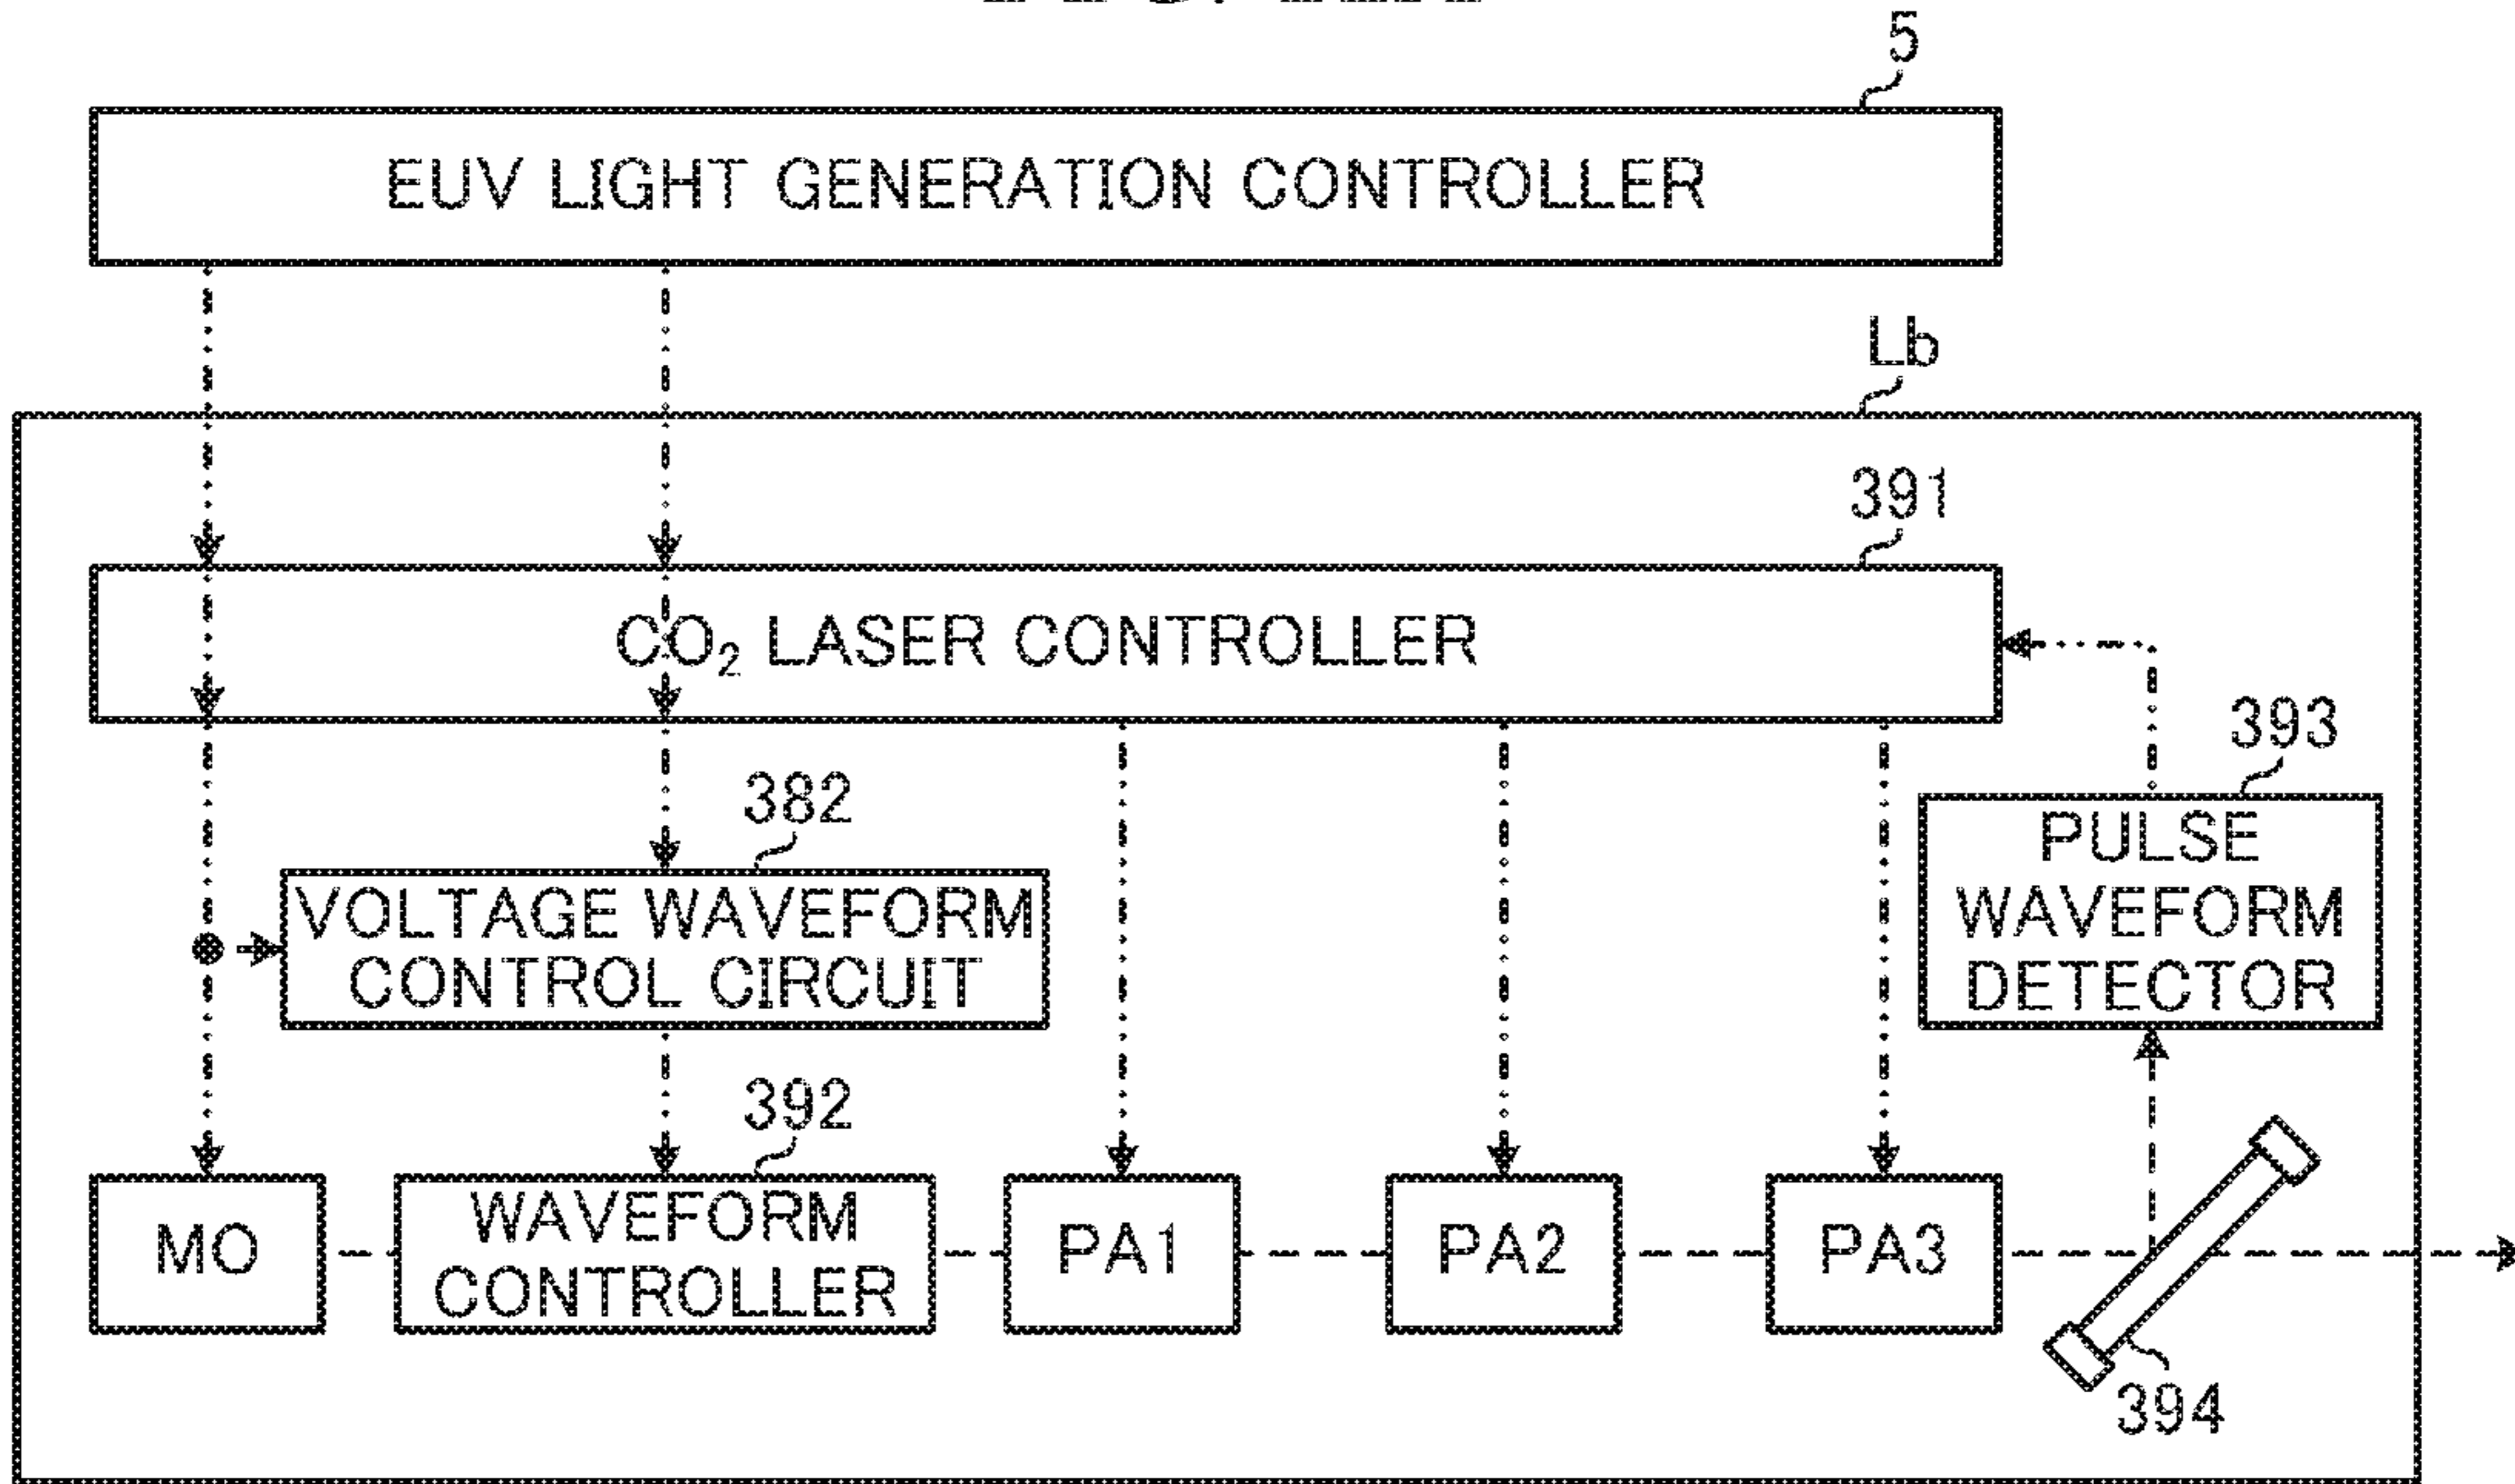 5
EUV LIGHT GENERATION CONTROLLER
Lb
391
CO₂ LASER CONTROLLER
393
382
PULSE
WAVEFORM
DETECTOR
VOLTAGE WAVEFORM
CONTROL CIRCUIT
392
MO
WAVEFORM
CONTROLLER
PA1
PA2
PA3
394